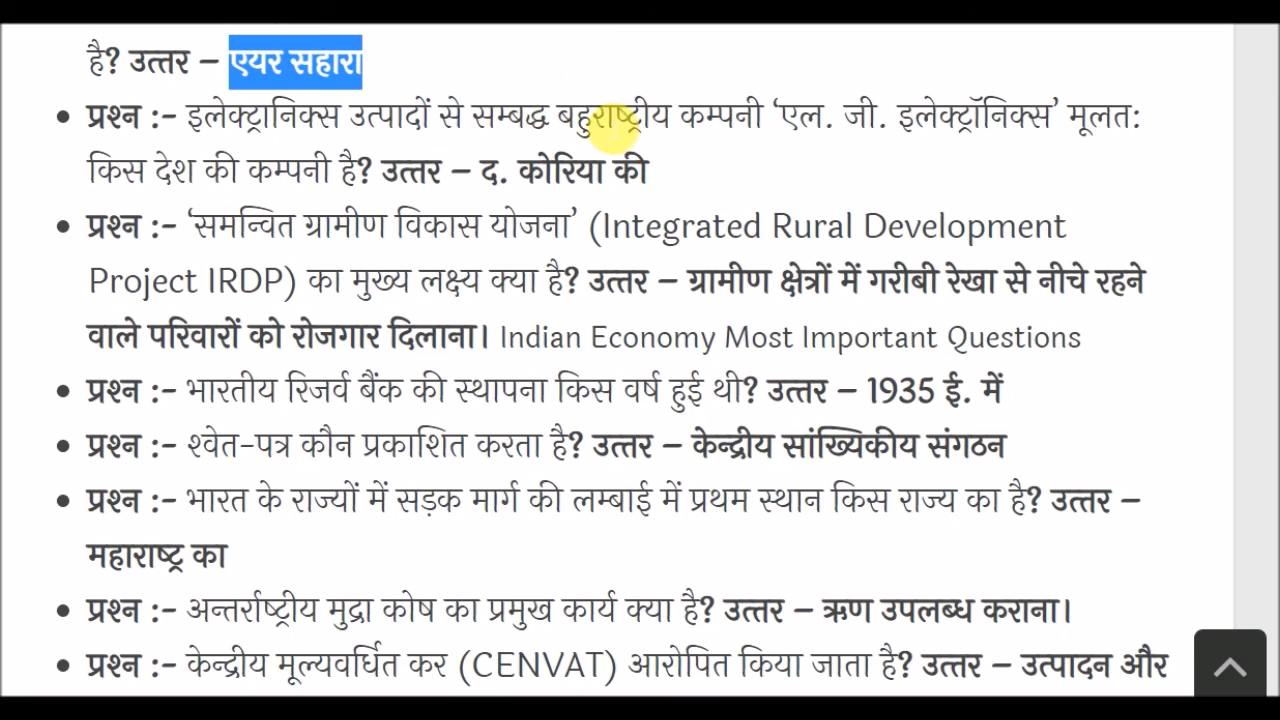 है? उत्तर – एयर सहारा
• प्रश्न :- इलेक्ट्रानिक्स उत्पादों से सम्बद्ध बहुराष्ट्रीय कम्पनी ‘एल. जी. इलेक्ट्रॉनिक्स’ मूलत:
किस देश की कम्पनी है? उत्तर – द. कोरिया की
• प्रश्न :- ‘समन्वित ग्रामीण विकास योजना’ (Integrated Rural Development
Project IRDP) का मुख्य लक्ष्य क्या है? उत्तर – ग्रामीण क्षेत्रों में गरीबी रेखा से नीचे रहने
वाले परिवारों को रोजगार दिलाना। Indian Economy Most Important Questions
• प्रश्न :- भारतीय रिजर्व बैंक की स्थापना किस वर्ष हुई थी? उत्तर – 1935 ई. में
• प्रश्न :- श्वेत-पत्र कौन प्रकाशित करता है? उत्तर – केन्द्रीय सांख्यिकीय संगठन
• प्रश्न :- भारत के राज्यों में सड़क मार्ग की लम्बाई में प्रथम स्थान किस राज्य का है? उत्तर –
महाराष्ट्र का
• प्रश्न :- अन्तर्राष्ट्रीय मुद्रा कोष का प्रमुख कार्य क्या है? उत्तर – ऋण उपलब्ध कराना।
• प्रश्न :- केन्द्रीय मूल्यवर्धित कर (CENVAT) आरोपित किया जाता है? उत्तर – उत्पादन और